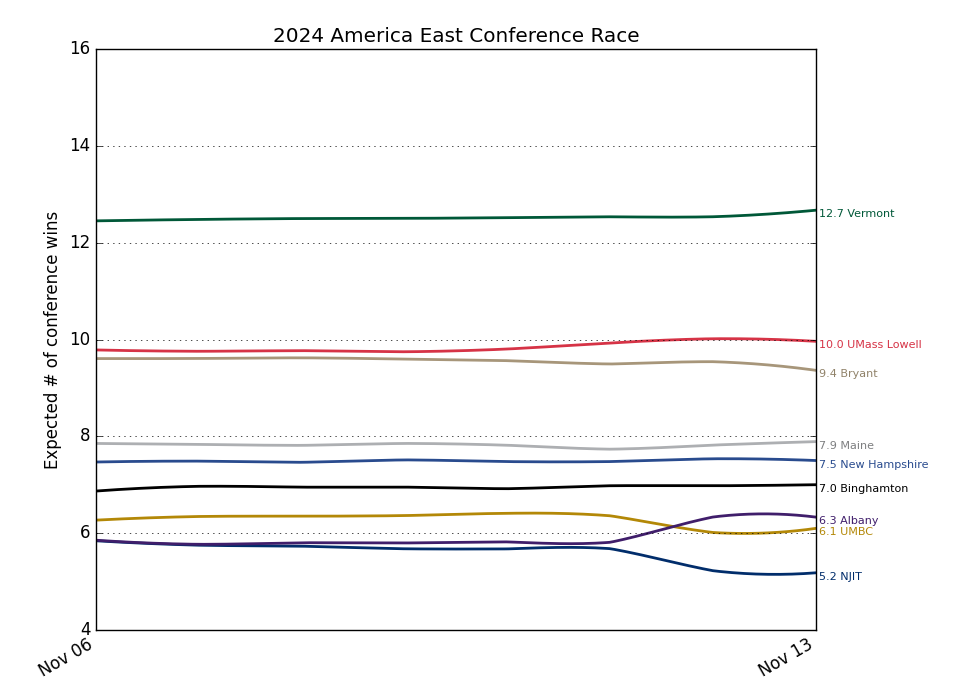 2024 America East Conference Race
Expected # of conference wins
16
14
12
10
8
6
4
Nov 06
Nov 13
12.7 Vermont
10.0 UMass Lowell
9.4 Bryant
7.9 Maine
7.5 New Hampshire
7.0 Binghamton
6.3 Albany
6.1 UMBC
5.2 NJIT